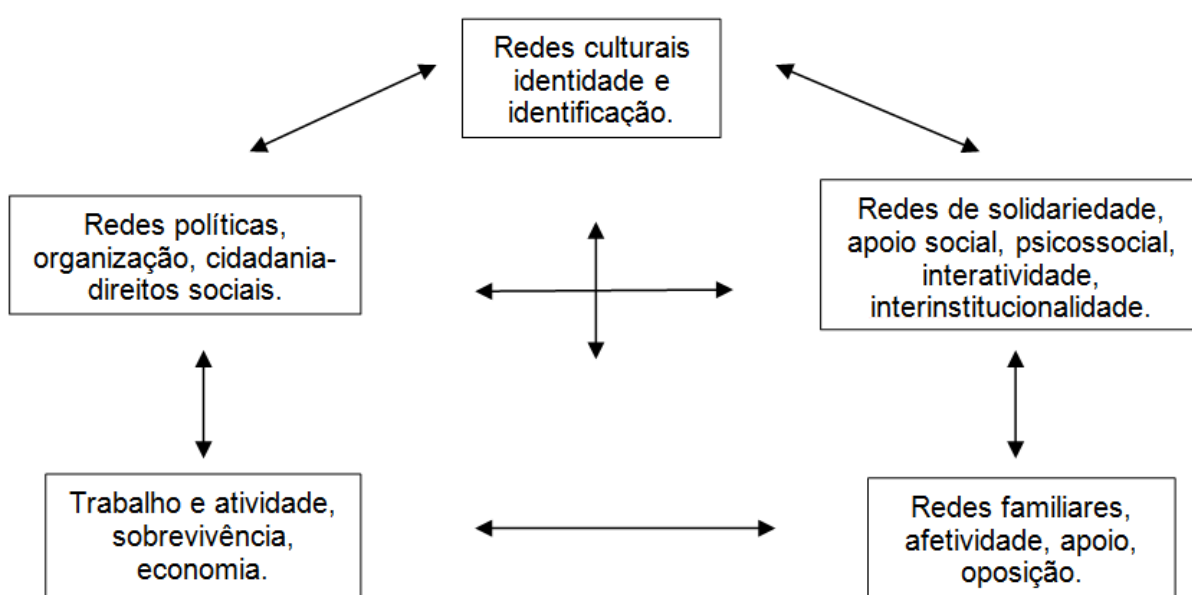 Redes culturais
identidade e
identificação.
Redes políticas,
organização, cidadania-
direitos sociais.
Redes de solidariedade,
apoio social, psicossocial,
interatividade,
interinstitucionalidade.
Trabalho e atividade,
sobrevivência,
economia.
Redes familiares,
afetividade, apoio,
oposição.